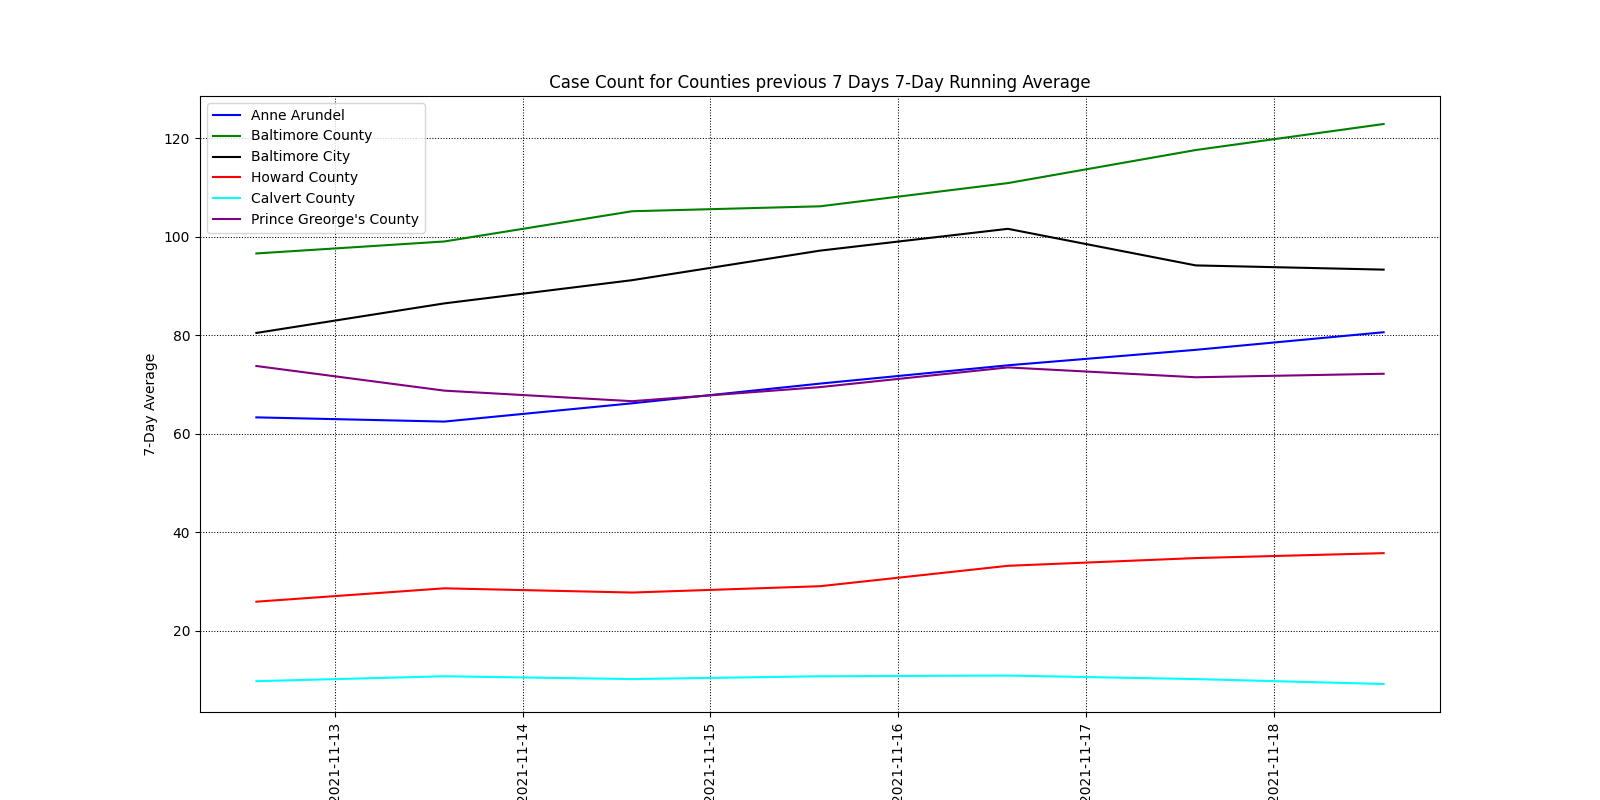 Case Count for Counties previous 7 Days 7-Day Running Average
Anne Arundel
Baltimore County
Baltimore City
Howard County
Calvert County
Prince Greorge's County
120
100
80
60
40
20
7-Day Average
2021-11-13
2021-11-14
2021-11-15
2021-11-16
2021-11-17
2021-11-18